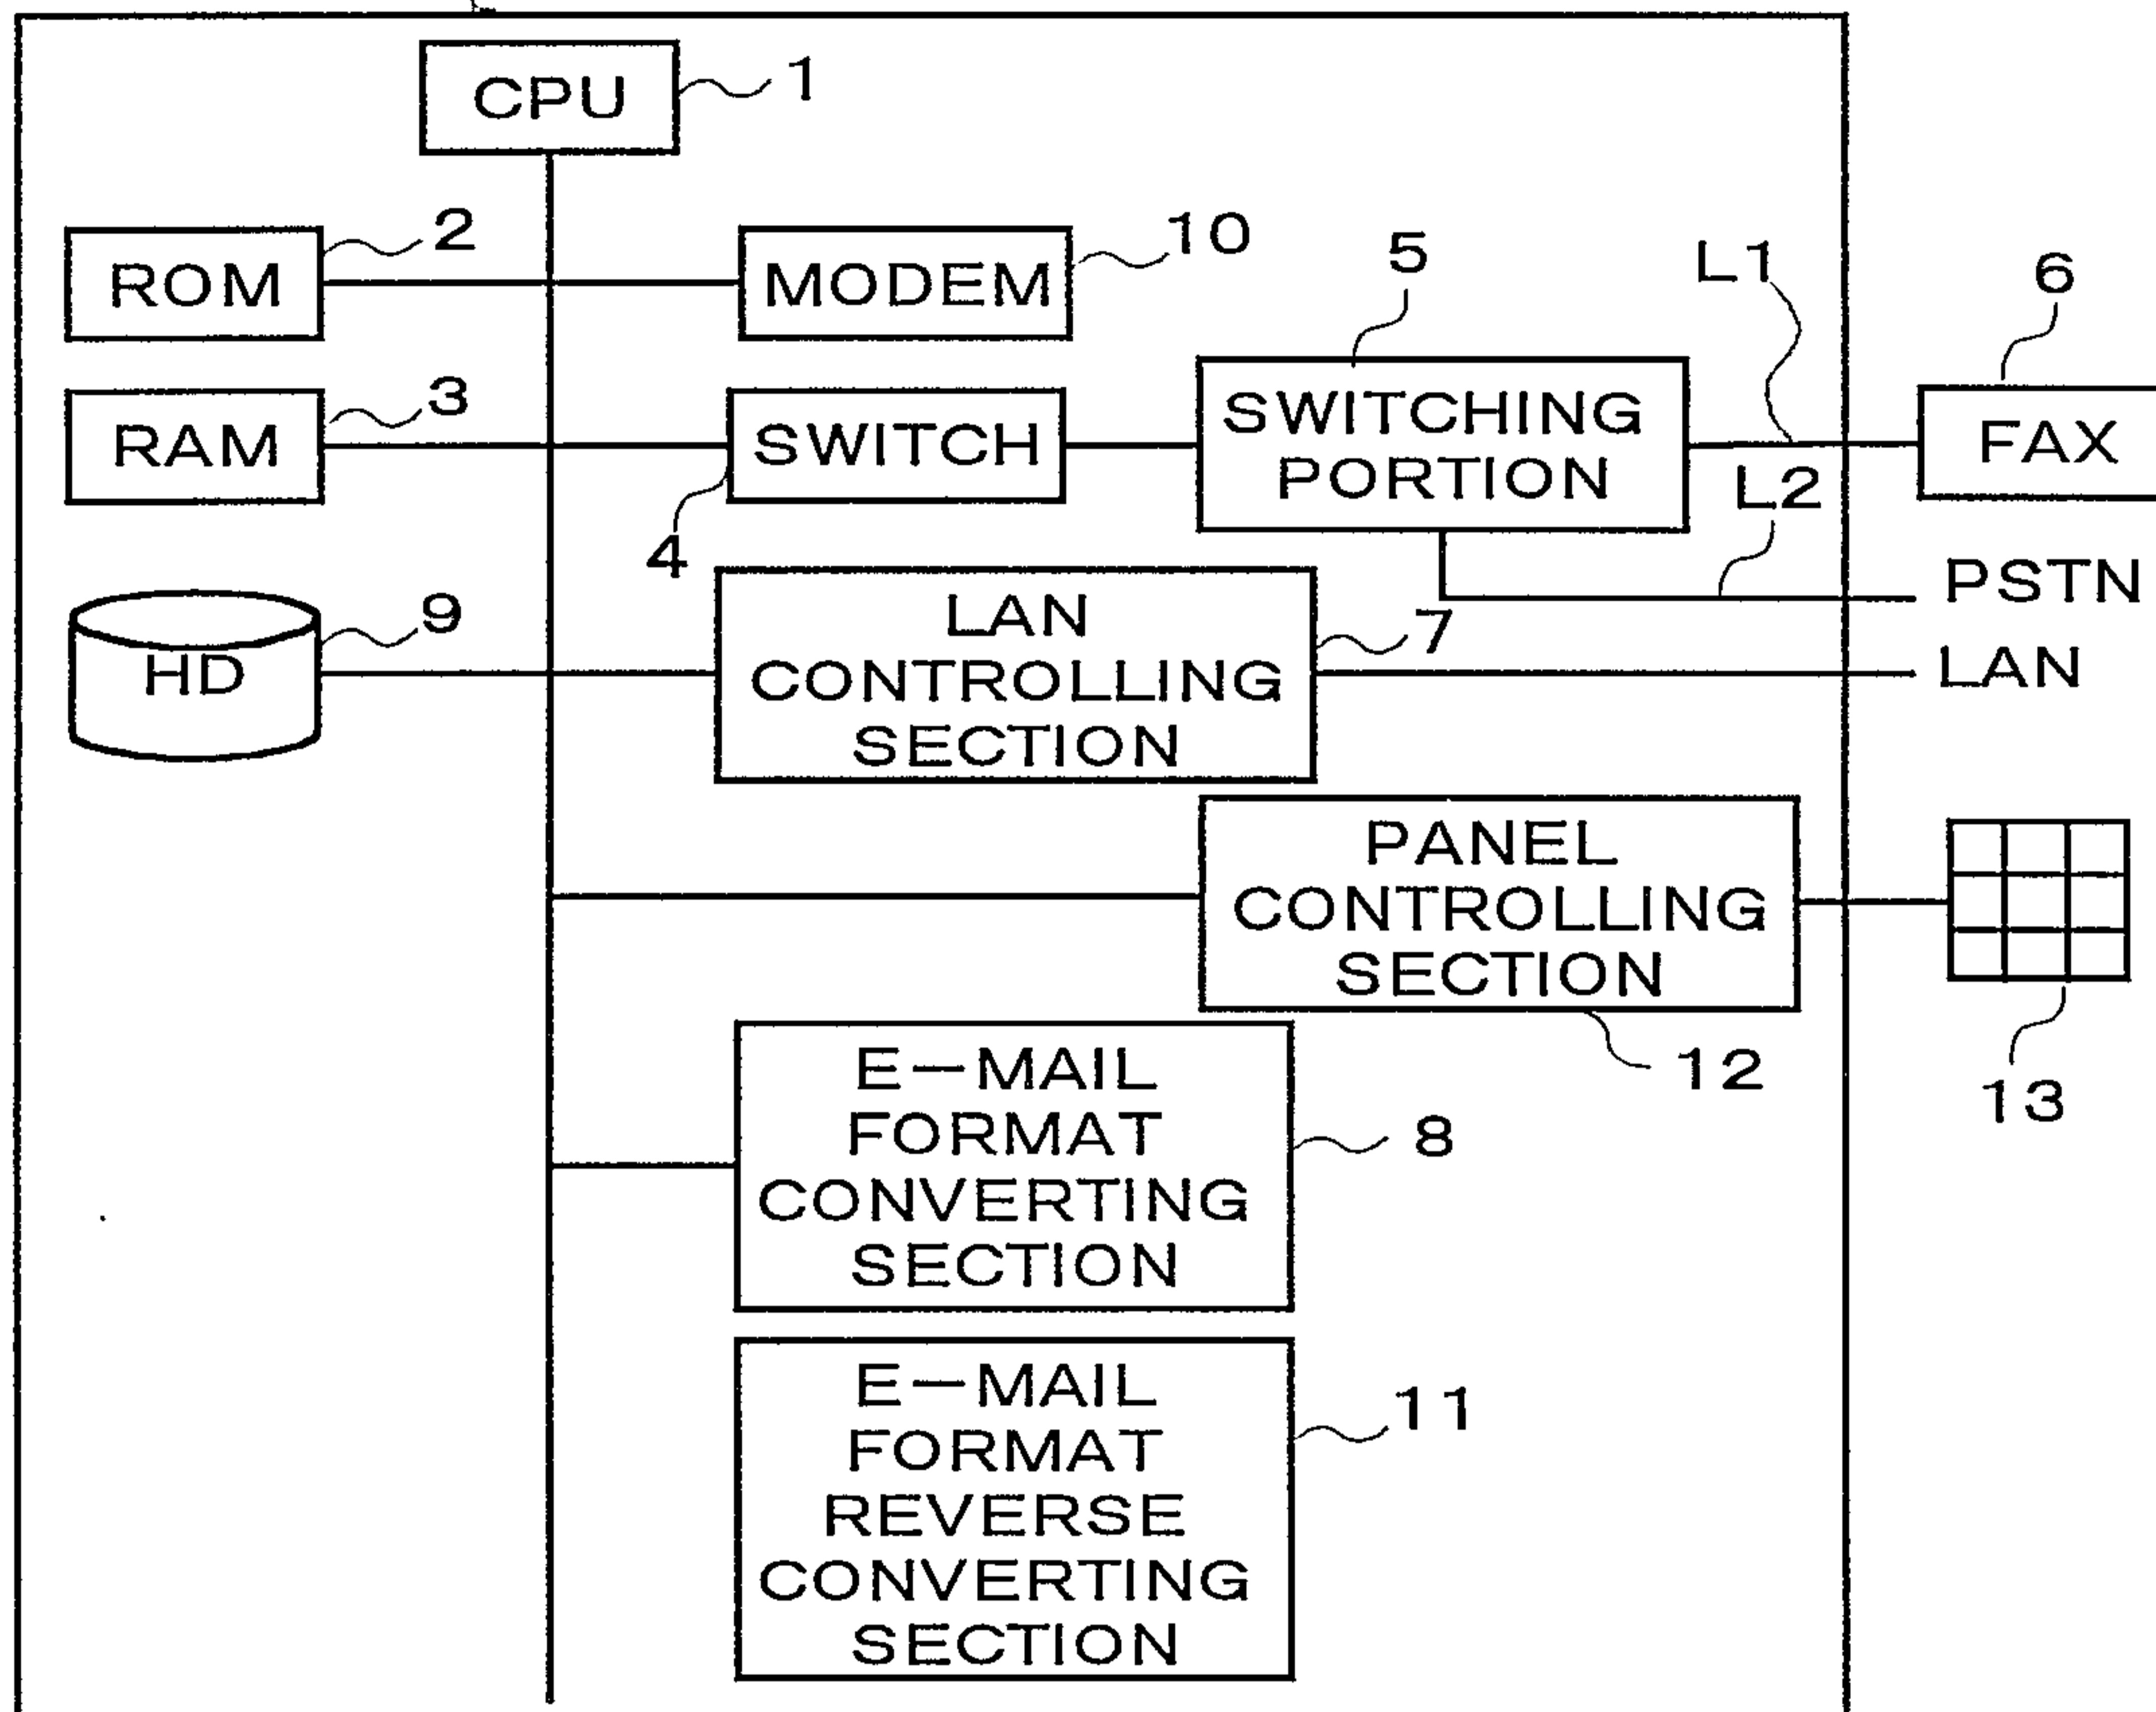 CPU
1
ROM
2
MODEM
10
RAM
3
SWITCH
4
SWITCHING
PORTION
5
L1
FAX
6
L2
PSTN
HD
9
LAN
CONTROLLING
SECTION
7
LAN
PANEL
CONTROLLING
SECTION
12
13
E-MAIL
FORMAT
CONVERTING
SECTION
8
E-MAIL
FORMAT
REVERSE
CONVERTING
SECTION
11